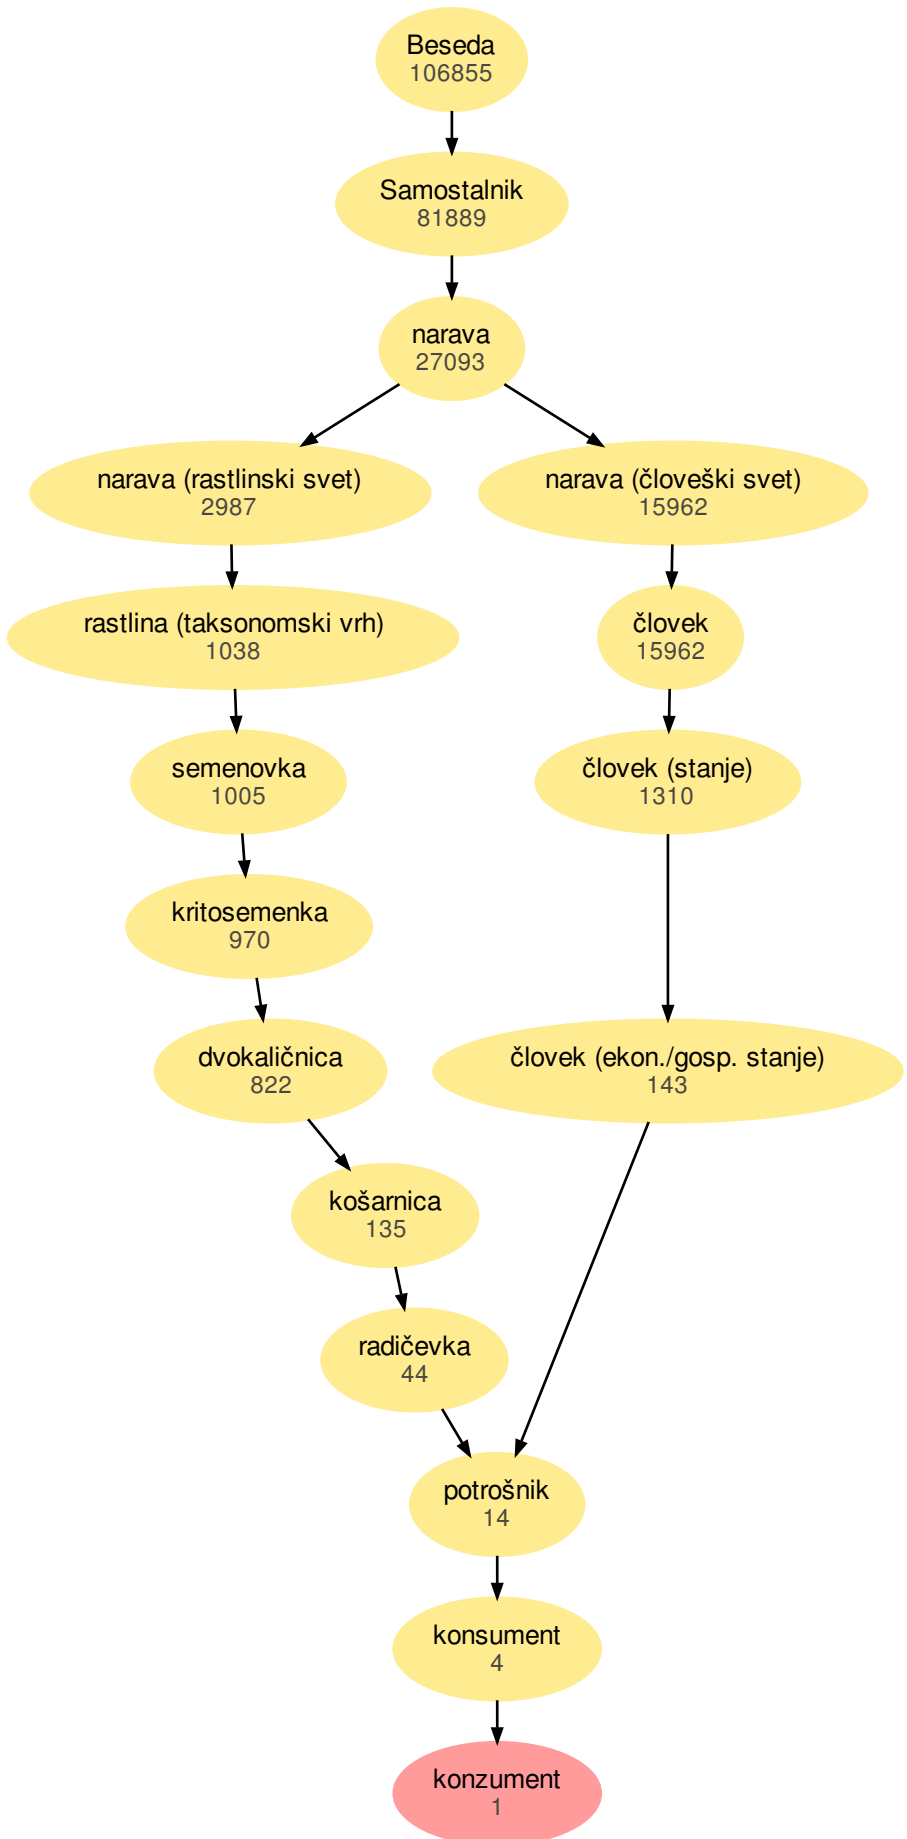 Beseda
106855
Samostalnik
81889
narava
27093
narava (rastlinski svet)
2987
narava (človeški svet)
15962
rastlina (taksonomski vrh)
1038
človek
15962
semenovka
1005
človek (stanje)
1310
kritosemenka
970
dvokaličnica
822
človek (ekon./gosp. stanje)
143
košarnica
135
radičevka
44
potrošnik
14
konsument
4
konzument
1